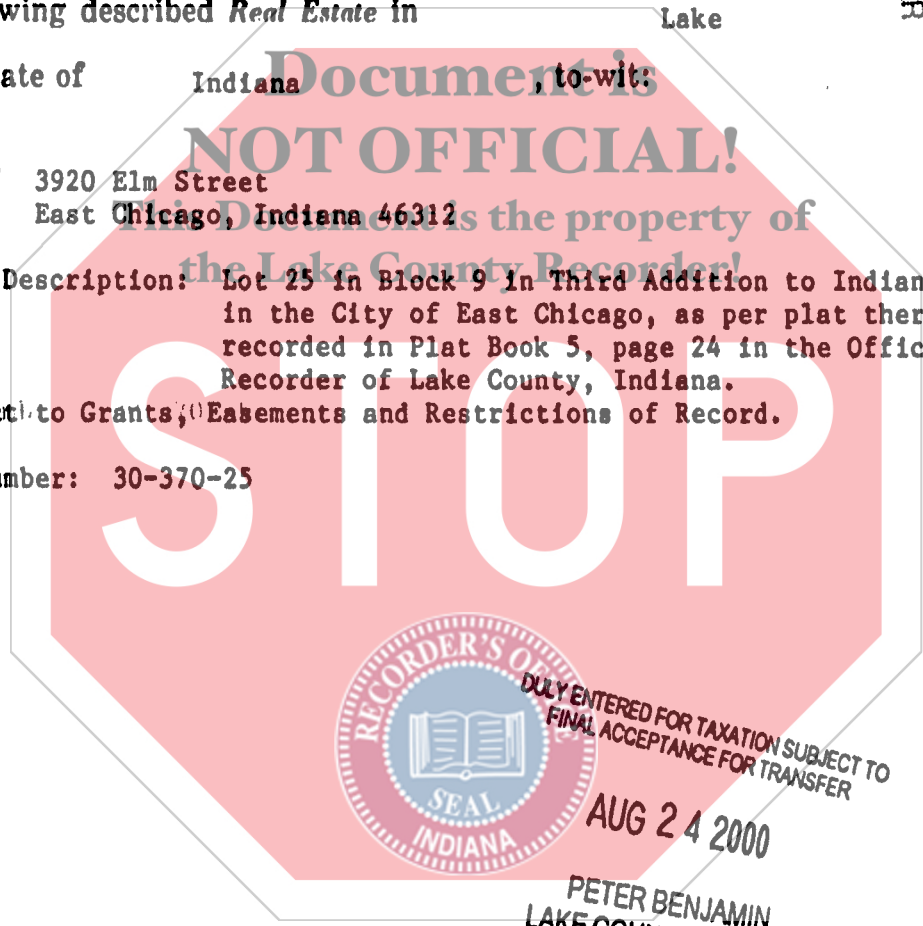 wing described Real Estate in Lake
ate of Indiana , to-wit:
Document is
NOT OFFICIAL!
This Document is the property of
the Lake County Recorder!
3920 Elm Street
East Chicago, Indiana 46312
Description: Lot 25 in Block 9 in Third Addition to Indian
in the City of East Chicago, as per plat ther
recorded in Plat Book 5, page 24 in the Offic
Recorder of Lake County, Indiana.
t to Grants, Easements and Restrictions of Record.
mber: 30-370-25
STOP
RECORDER'S OFFICE
SEAL
INDIANA
DULY ENTERED FOR TAXATION SUBJECT TO
FINAL ACCEPTANCE FOR TRANSFER
AUG 24 2000
PETER BENJAMIN
LAKE COUN